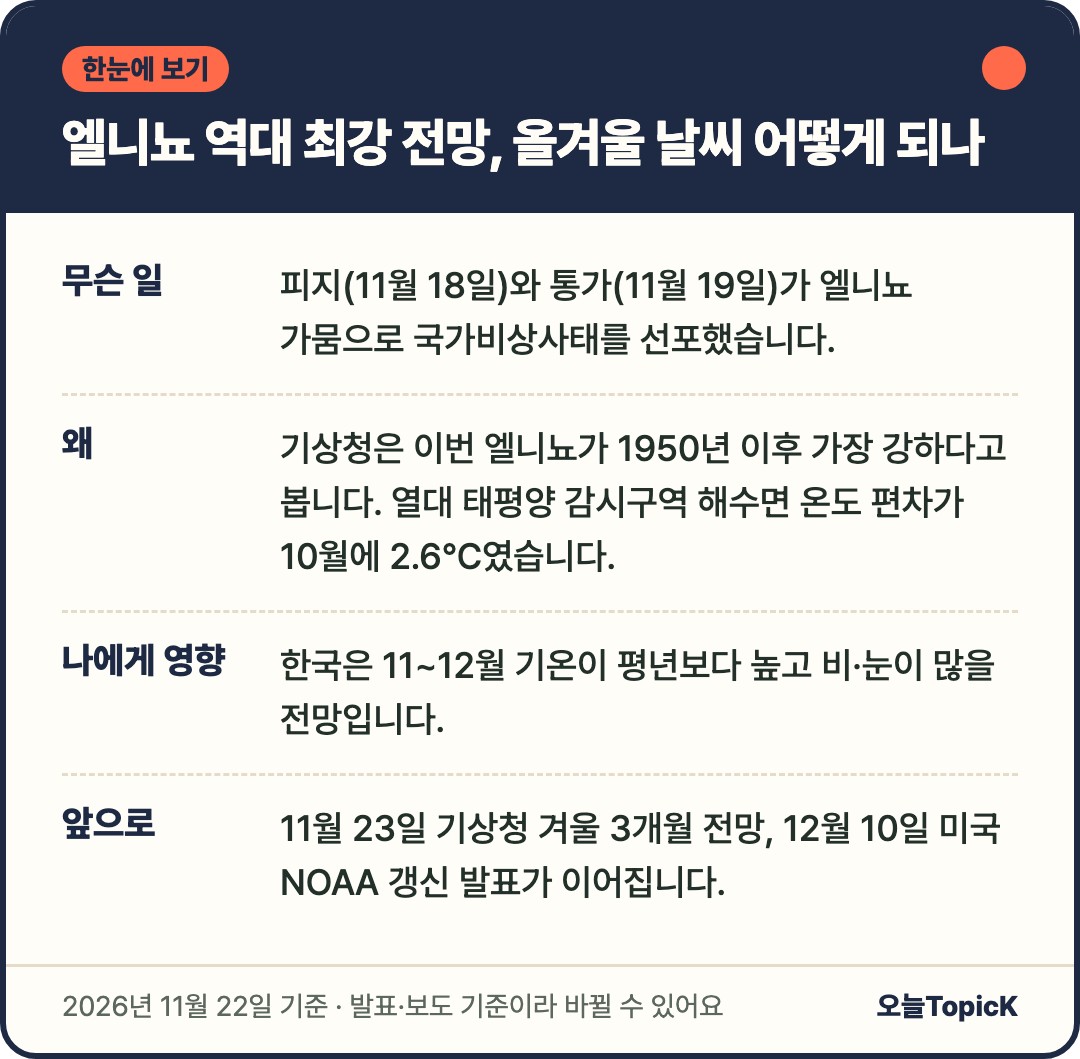 한눈에 보기
엘니뇨 역대 최강 전망, 올겨울 날씨 어떻게 되나
무슨 일
피지(11월 18일)와 통가(11월 19일)가 엘니뇨
가뭄으로 국가비상사태를 선포했습니다.
왜
기상청은 이번 엘니뇨가 1950년 이후 가장 강하다고
봅니다. 열대 태평양 감시구역 해수면 온도 편차가
10월에 2.6°C였습니다.
나에게 영향
한국은 11~12월 기온이 평년보다 높고 비·눈이 많을
전망입니다.
앞으로
11월 23일 기상청 겨울 3개월 전망, 12월 10일 미국
NOAA 갱신 발표가 이어집니다.
2026년 11월 22일 기준 · 발표·보도 기준이라 바뀔 수 있어요
오늘TopicK